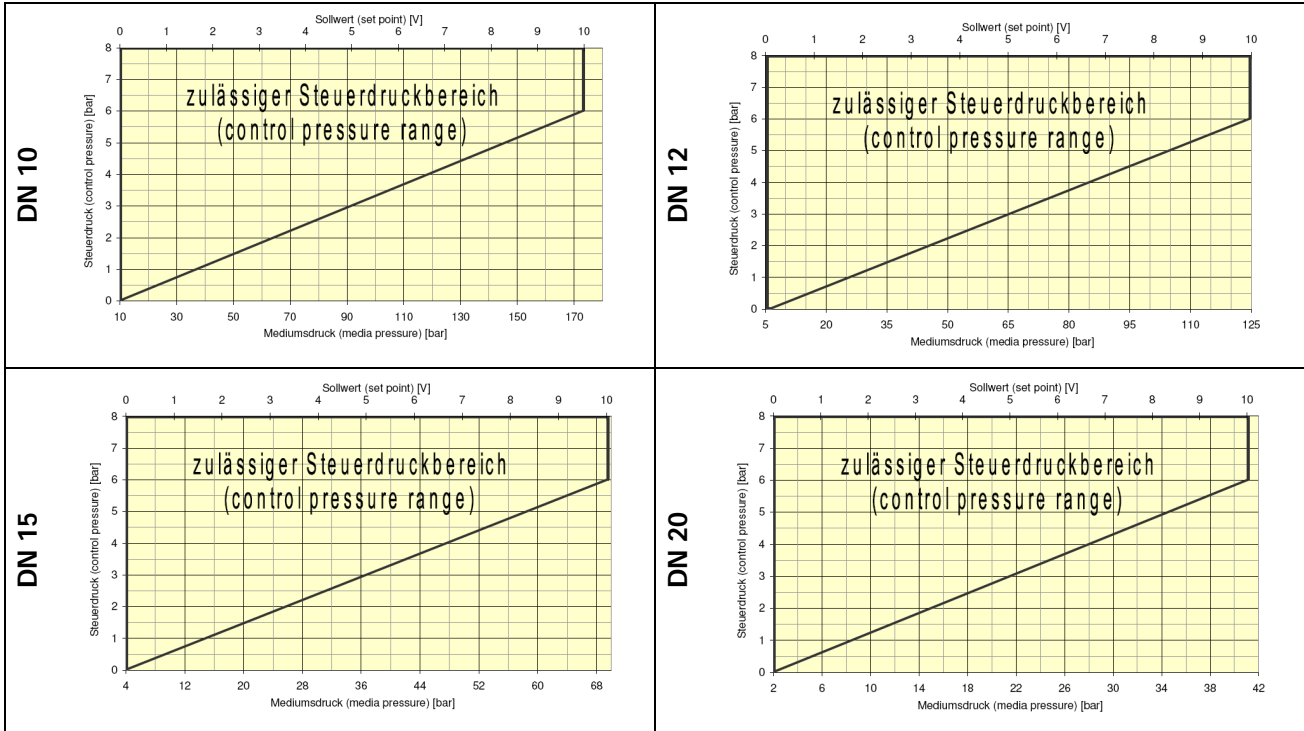 DN 10
Sollwert (set point) [V]
0 1 2 3 4 5 6 7 8 9 10
8
7
6
5
4
3
2
1
0
Steuerdruck (control pressure) [bar]
zulässiger Steuerdruckbereich
(control pressure range)
10 30 50 70 90 110 130 150 170
Mediumsdruck (media pressure) [bar]
DN 12
Sollwert (set point) [V]
0 1 2 3 4 5 6 7 8 9 10
8
7
6
5
4
3
2
1
0
Steuerdruck (control pressure) [bar]
zulässiger Steuerdruckbereich
(control pressure range)
5 20 35 50 65 80 95 110 125
Mediumsdruck (media pressure) [bar]
DN 15
Sollwert (set point) [V]
0 1 2 3 4 5 6 7 8 9 10
8
7
6
5
4
3
2
1
0
Steuerdruck (control pressure) [bar]
zulässiger Steuerdruckbereich
(control pressure range)
4 12 20 28 36 44 52 60 68
Mediumsdruck (media pressure) [bar]
DN 20
Sollwert (set point) [V]
0 1 2 3 4 5 6 7 8 9 10
8
7
6
5
4
3
2
1
0
Steuerdruck (control pressure) [bar]
zulässiger Steuerdruckbereich
(control pressure range)
2 6 10 14 18 22 26 30 34 38 42
Mediumsdruck (media pressure) [bar]